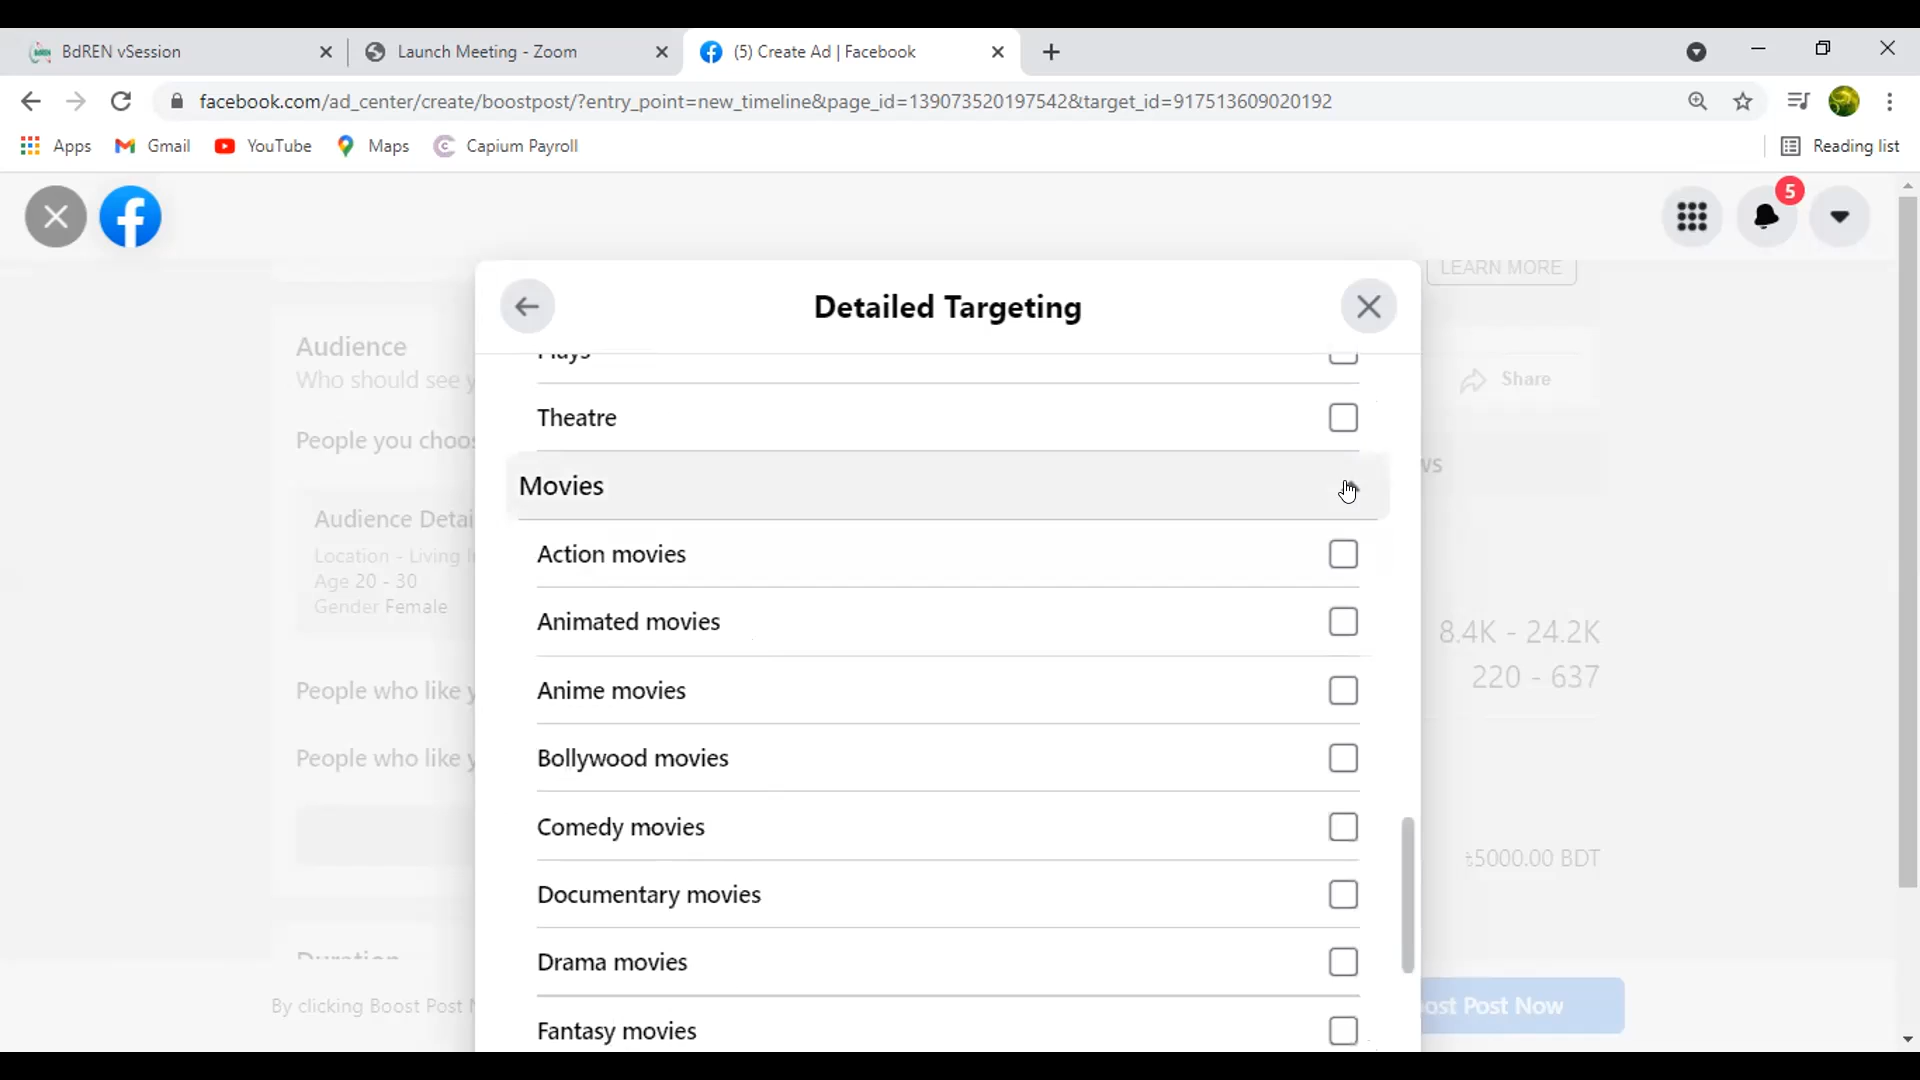 BdREN vSession
Launch Meeting - Zoom
(5) Create Ad | Facebook
facebook.com/ad_center/create/boostpost/?entry_point=new_timeline&page_id=139073520197542&target_id=917513609020192
Apps
Gmail
YouTube
Maps
Capium Payroll
Reading list
5
LEARN MORE
Detailed Targeting
Audience
Who should see
Share
People you
Theatre
Movies
Audience
Location - Living
Age 20 - 30
Gender Female
Action movies
Animated movies
8.4K - 24.2K
220 - 637
People who like
Anime movies
People who like
Bollywood movies
Comedy movies
৳5000.00 BDT
Documentary movies
Drama movies
By clicking Boost Post
Post Now
Fantasy movies